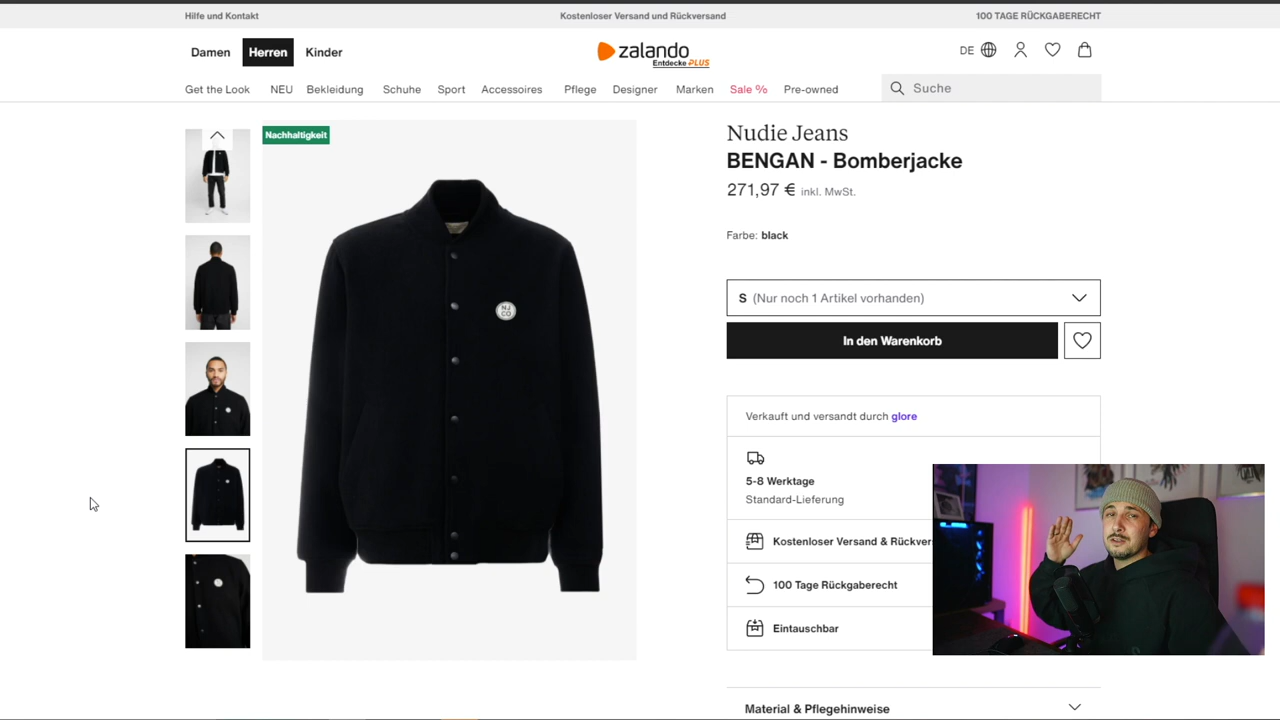 Hilfe und Kontakt
Kostenloser Versand und Rückversand
100 TAGE RÜCKGABERECHT
Damen Herren Kinder
zalando
Entdecke PLUS
DE
Get the Look NEU Bekleidung Schuhe Sport Accessoires Pflege Designer Marken Sale % Pre-owned
Suche
Nachhaltigkeit
NJ
CO
Nudie Jeans
BENGAN - Bomberjacke
271,97 € inkl. MwSt.
Farbe: black
S (Nur noch 1 Artikel vorhanden)
In den Warenkorb
Verkauft und versandt durch glore
5-8 Werktage
Standard-Lieferung
Kostenloser Versand & Rückver
100 Tage Rückgaberecht
Eintauschbar
Material & Pflegehinweise